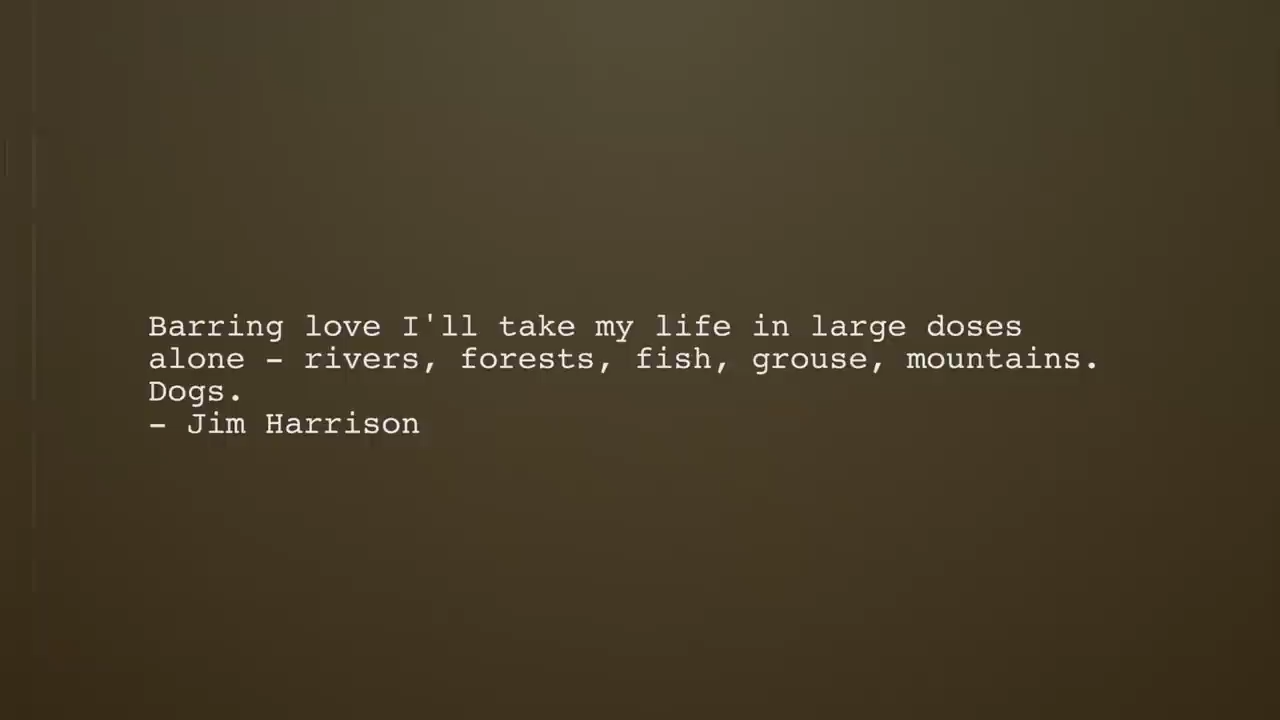 Barring love I'll take my life in large doses
alone – rivers, forests, fish, grouse, mountains.
Dogs.
– Jim Harrison